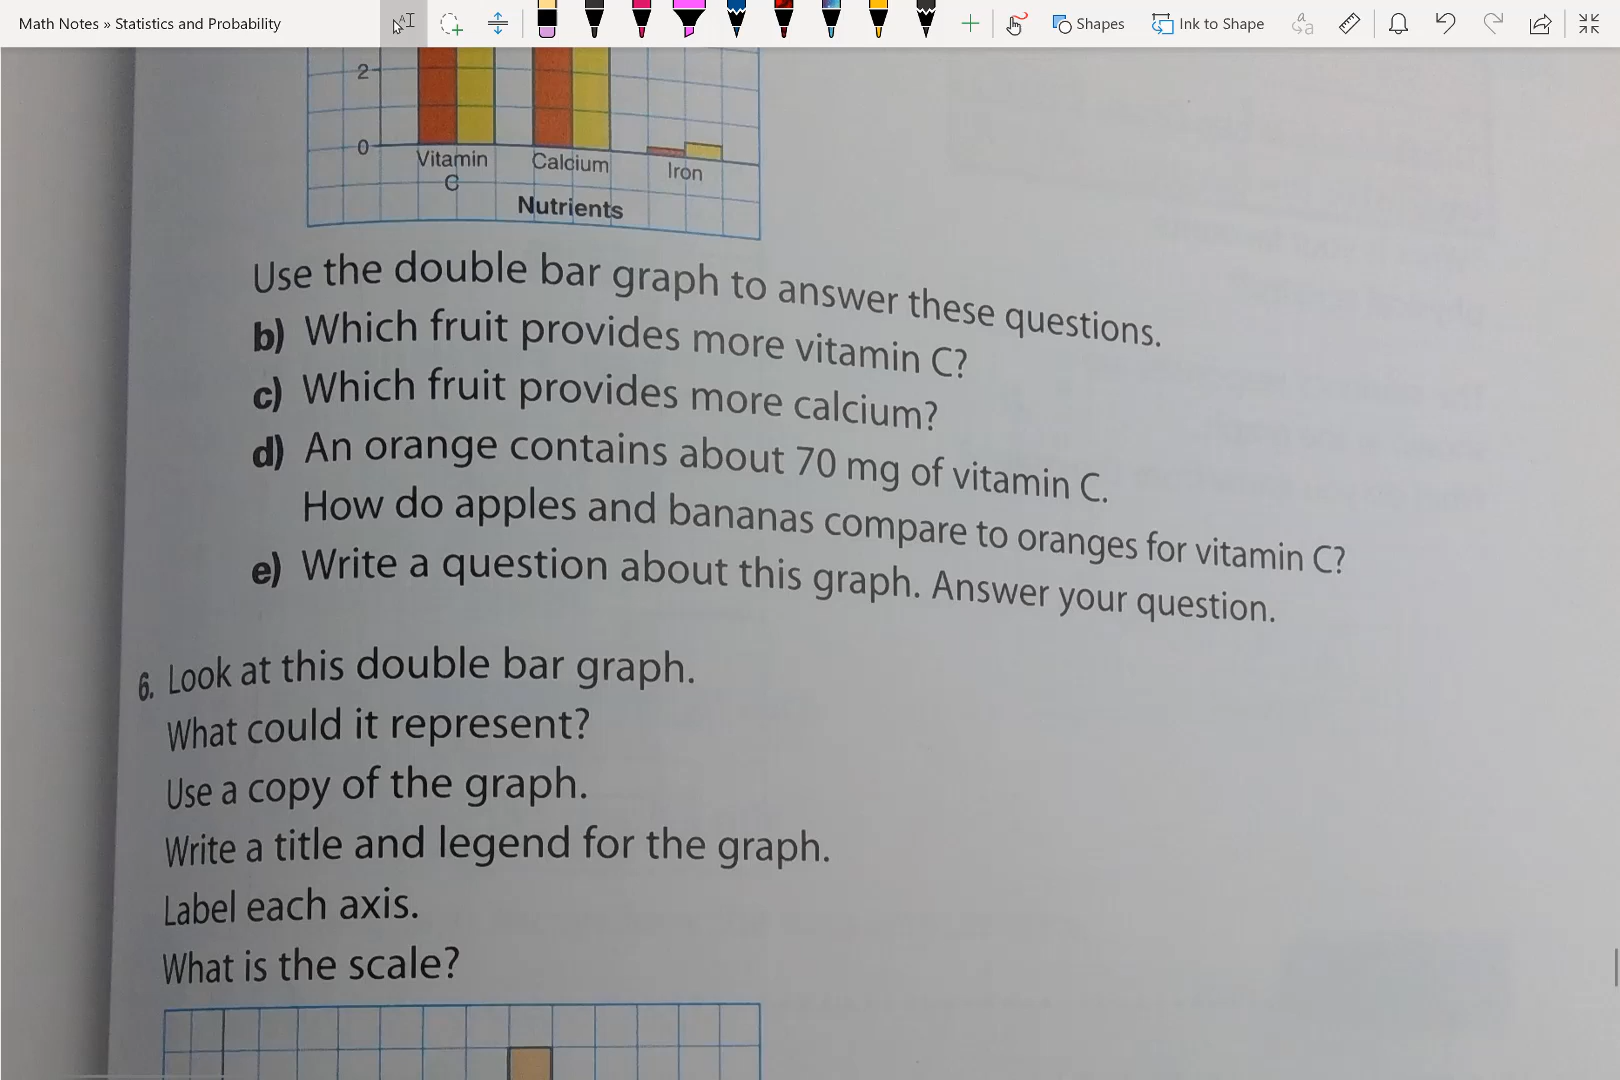 Math Notes » Statistics and Probability
Shapes
Ink to Shape
2
0
Vitamin
C
Calcium
Iron
Nutrients
Use the double bar graph to answer these questions.
b) Which fruit provides more vitamin C?
c) Which fruit provides more calcium?
d) An orange contains about 70 mg of vitamin C.
How do apples and bananas compare to oranges for vitamin C?
e) Write a question about this graph. Answer your question.
6. Look at this double bar graph.
What could it represent?
Use a copy of the graph.
Write a title and legend for the graph.
Label each axis.
What is the scale?